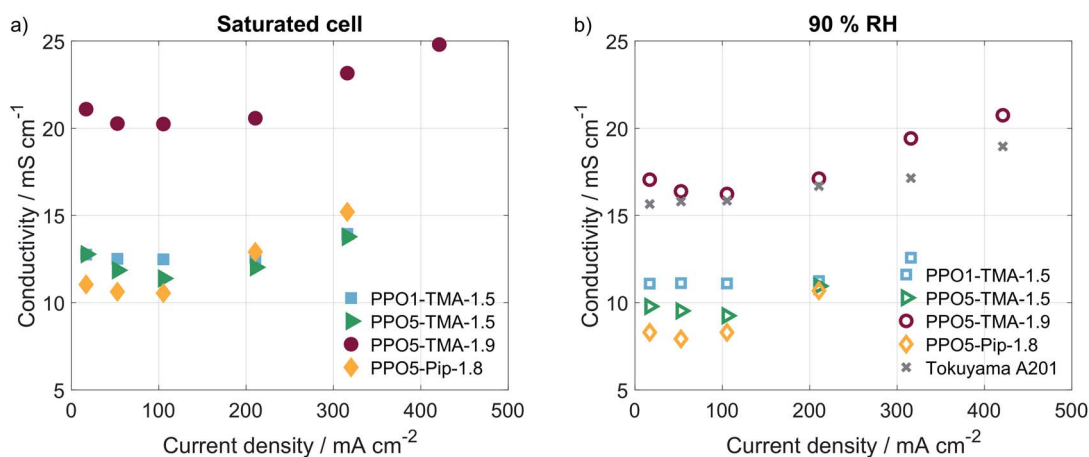 a)
Saturated cell
25
20
15
10
5
Conductivity / mS cm⁻¹
PPO1-TMA-1.5
PPO5-TMA-1.5
PPO5-TMA-1.9
PPO5-Pip-1.8
0 100 200 300 400 500
Current density / mA cm⁻²
b)
90 % RH
25
20
15
10
5
Conductivity / mS cm⁻¹
PPO1-TMA-1.5
PPO5-TMA-1.5
PPO5-TMA-1.9
PPO5-Pip-1.8
Tokuyama A201
0 100 200 300 400 500
Current density / mA cm⁻²